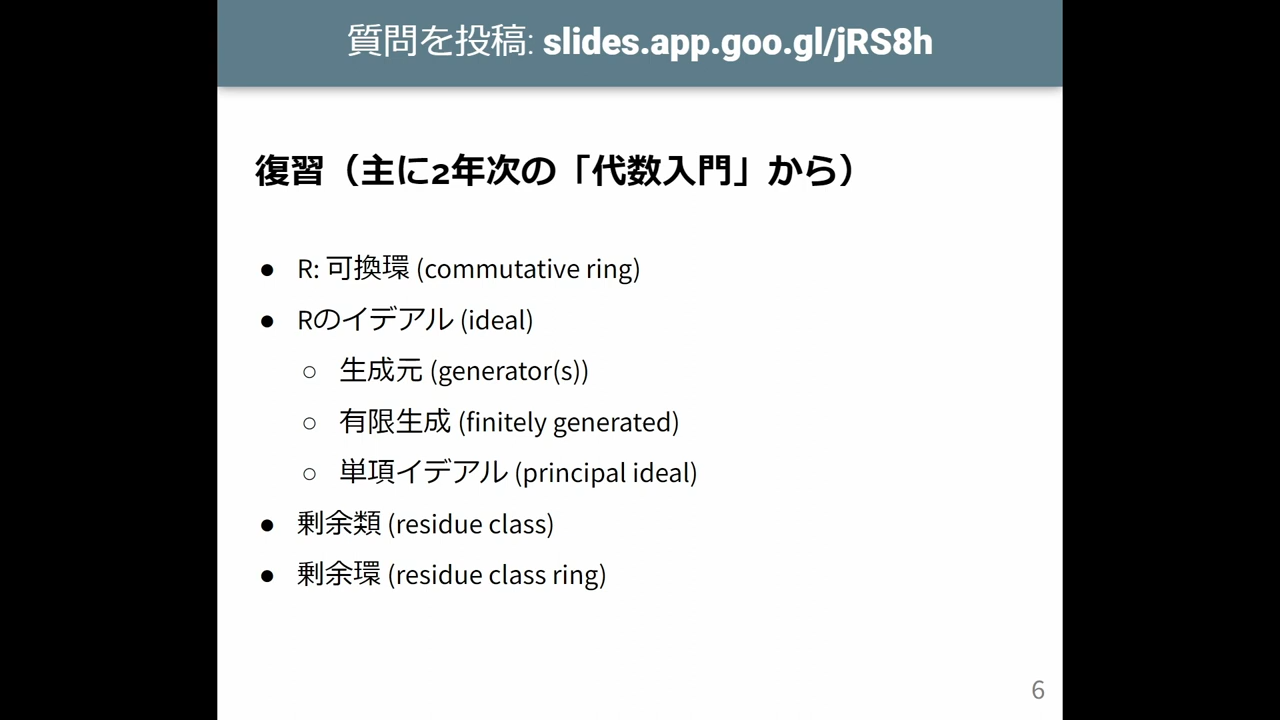 質問を投稿: slides.app.goo.gl/jRS8h
復習（主に2年次の「代数入門」から）
● R: 可換環 (commutative ring)
● Rのイデアル (ideal)
○ 生成元 (generator(s))
○ 有限生成 (finitely generated)
○ 単項イデアル (principal ideal)
● 剰余類 (residue class)
● 剰余環 (residue class ring)
6